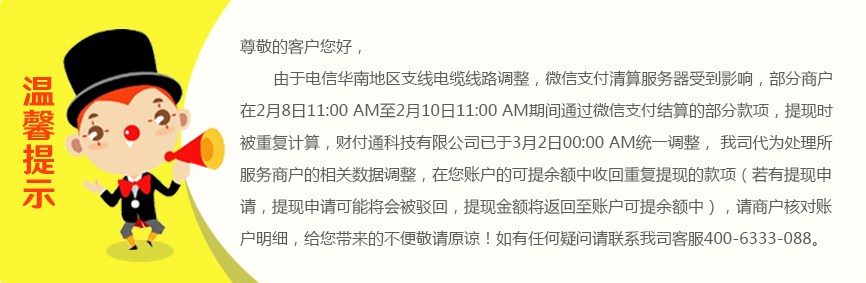 温馨提示
尊敬的客户您好，
由于电信华南地区支线电缆线路调整，微信支付清算服务器受到影响，部分商户
在2月8日11:00 AM至2月10日11:00 AM期间通过微信支付结算的部分款项，提现时
被重复计算，财付通科技有限公司已于3月2日00:00 AM统一调整， 我司代为处理所
服务商户的相关数据调整，在您账户的可提余额中收回重复提现的款项（若有提现申
请，提现申请可能将会被驳回，提现金额将返回至账户可提余额中），请商户核对账
户明细，给您带来的不便敬请原谅！如有任何疑问请联系我司客服400-6333-088。